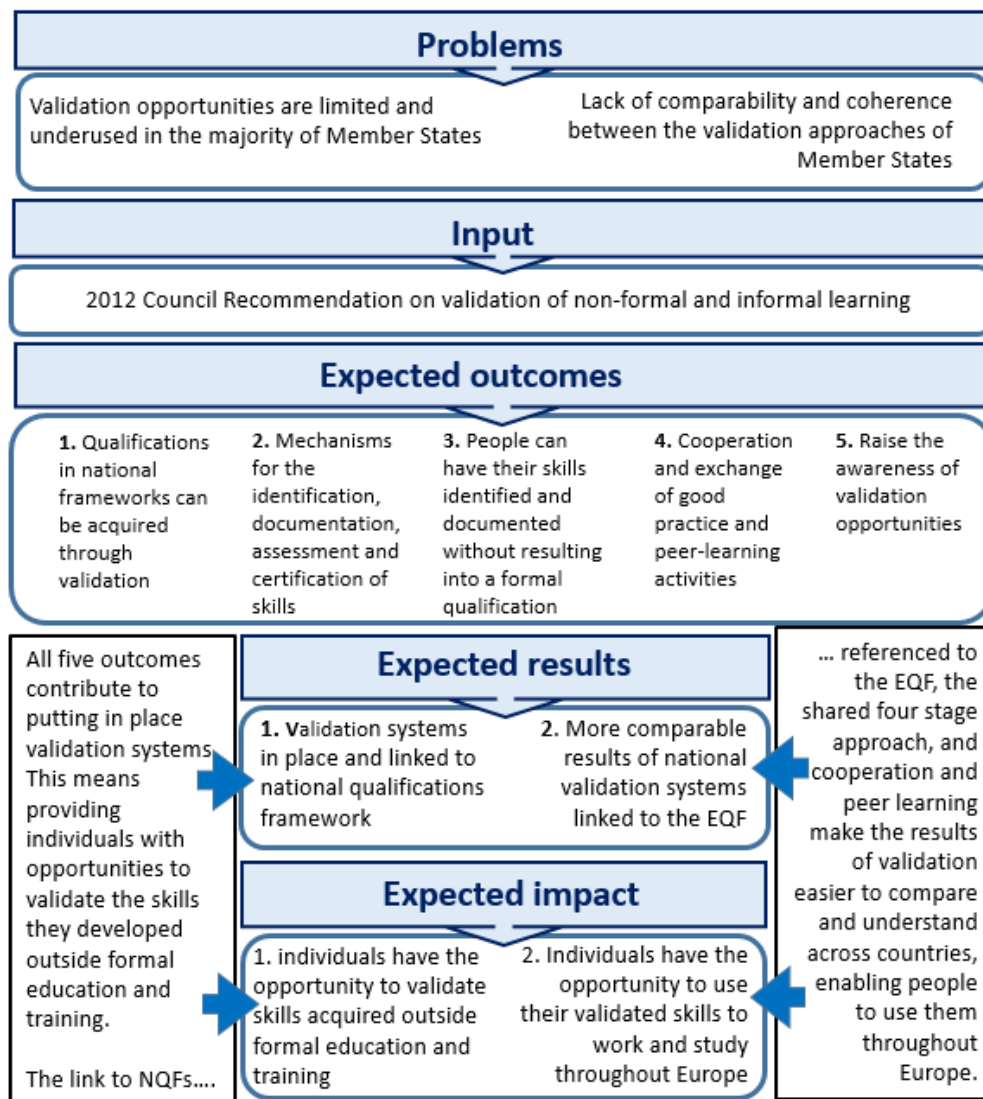 Problems
Validation opportunities are limited and
underused in the majority of Member States
Lack of comparability and coherence
between the validation approaches of
Member States
Input
2012 Council Recommendation on validation of non-formal and informal learning
Expected outcomes
1. Qualifications
in national
frameworks can
be acquired
through
validation
2. Mechanisms
for the
identification,
documentation,
assessment and
certification of
skills
3. People can
have their skills
identified and
documented
without resulting
into a formal
qualification
4. Cooperation
and exchange
of good
practice and
peer-learning
activities
5. Raise the
awareness of
validation
opportunities
All five outcomes
contribute to
putting in place
validation systems
This means
providing
individuals with
opportunities to
validate the skills
they developed
outside formal
education and
training.
The link to NQFs....
Expected results
1. Validation systems
in place and linked to
national qualifications
framework
2. More comparable
results of national
validation systems
linked to the EQF
Expected impact
1. individuals have the
opportunity to validate
skills acquired outside
formal education and
training
2. Individuals have the
opportunity to use
their validated skills to
work and study
throughout Europe
... referenced to
the EQF, the
shared four stage
approach, and
cooperation and
peer learning
make the results
of validation
easier to compare
and understand
across countries,
enabling people
to use them
throughout
Europe.